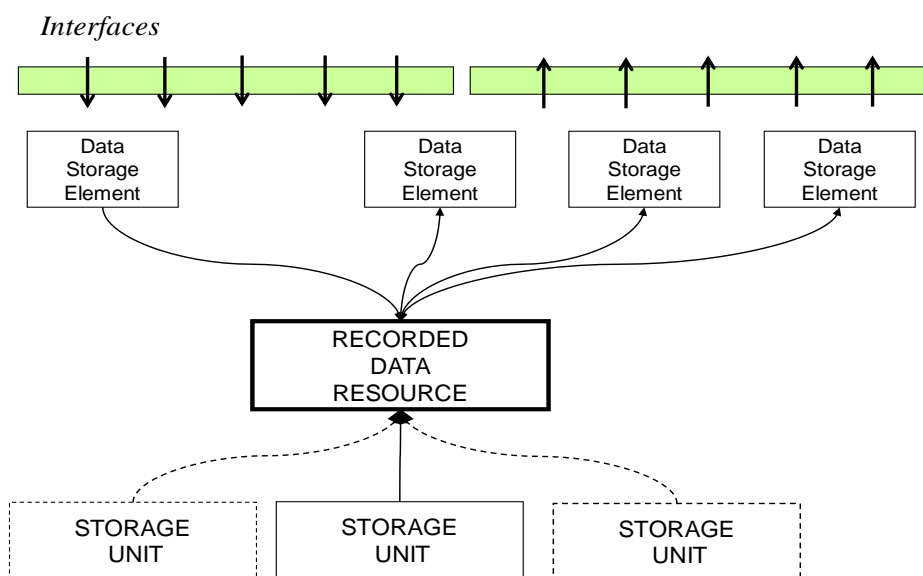 Interfaces
Data
Storage
Element
Data
Storage
Element
Data
Storage
Element
Data
Storage
Element
RECORDED
DATA
RESOURCE
STORAGE
UNIT
STORAGE
UNIT
STORAGE
UNIT